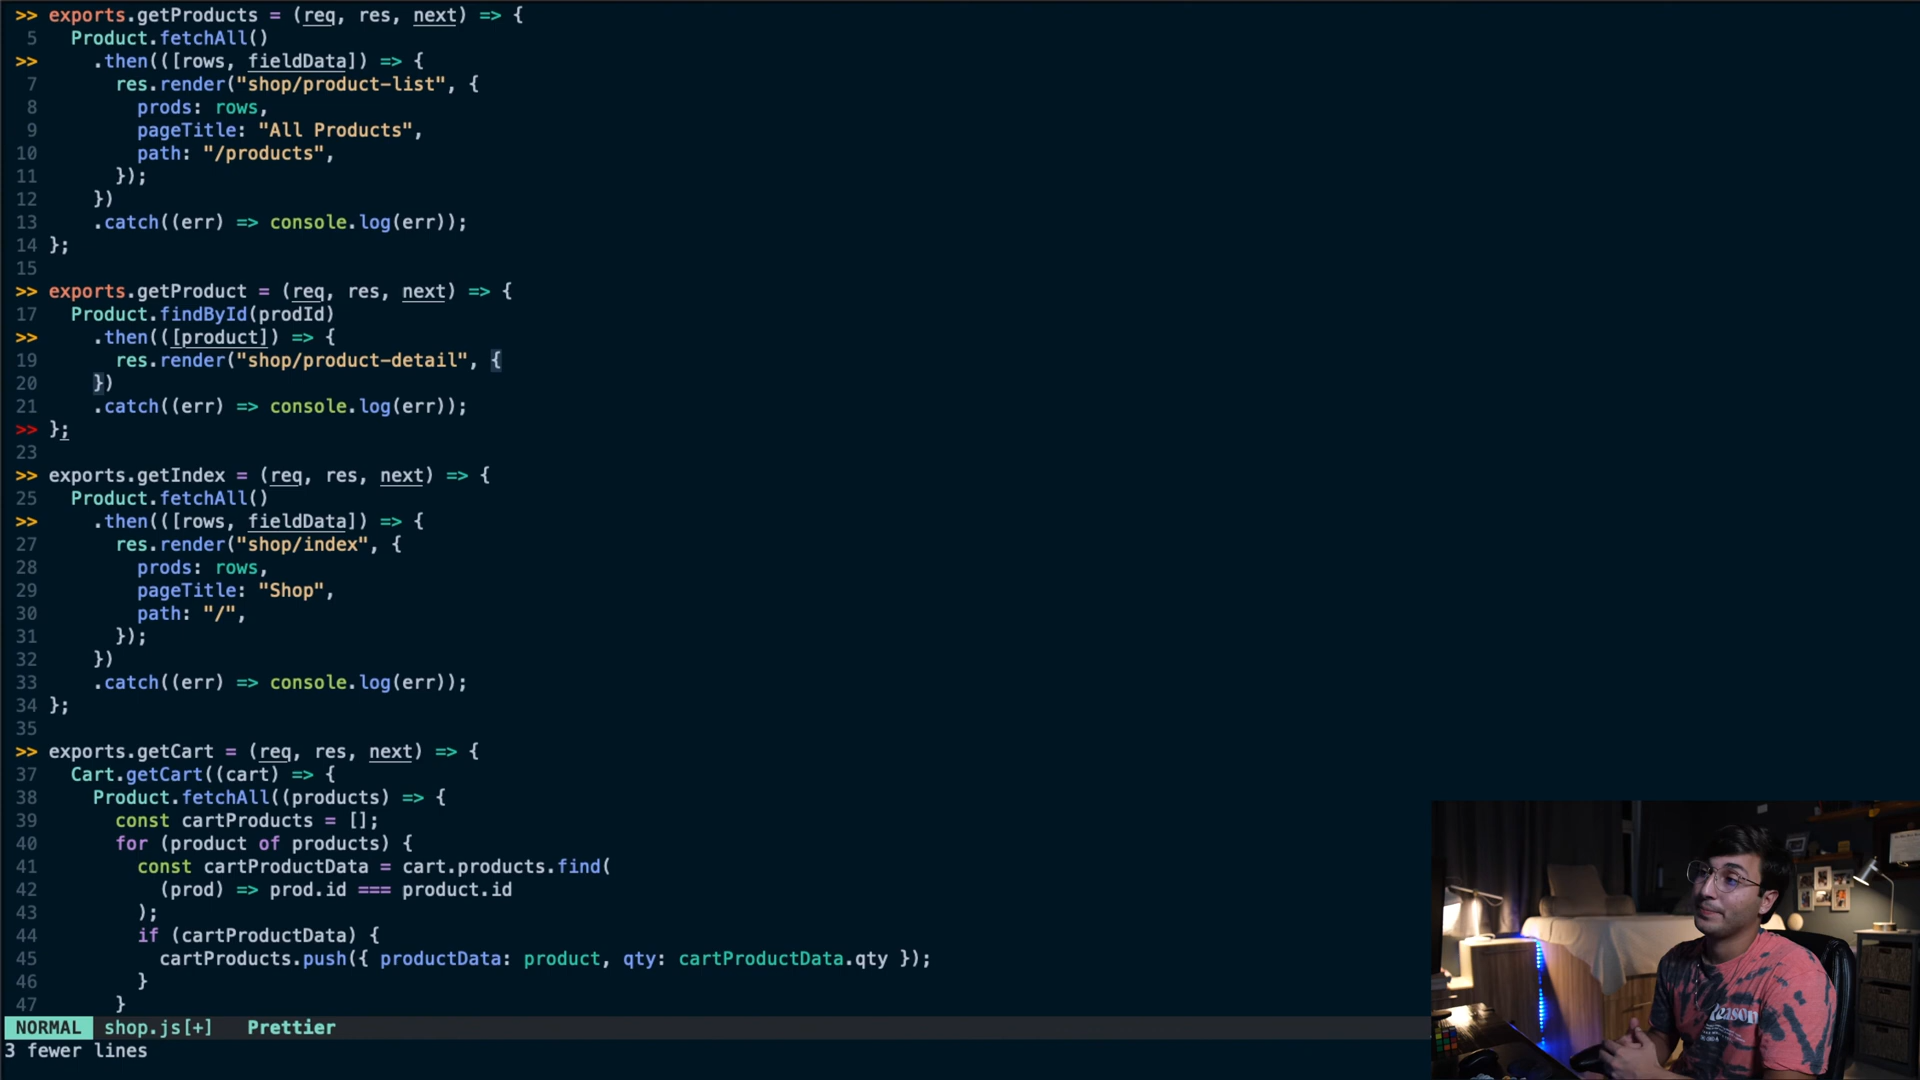 >> exports.getProducts = (req, res, next) => {
5 Product.fetchAll()
>> .then(([rows, fieldData]) => {
7 res.render("shop/product-list", {
8 prods: rows,
9 pageTitle: "All Products",
10 path: "/products",
11 });
12 })
13 .catch((err) => console.log(err));
14 };
15
>> exports.getProduct = (req, res, next) => {
17 Product.findById(prodId)
>> .then(([product]) => {
19 res.render("shop/product-detail", {
20 })
21 .catch((err) => console.log(err));
>> };
23
>> exports.getIndex = (req, res, next) => {
25 Product.fetchAll()
>> .then(([rows, fieldData]) => {
27 res.render("shop/index", {
28 prods: rows,
29 pageTitle: "Shop",
30 path: "/",
31 });
32 })
33 .catch((err) => console.log(err));
34 };
35
>> exports.getCart = (req, res, next) => {
37 Cart.getCart((cart) => {
38 Product.fetchAll((products) => {
39 const cartProducts = [];
40 for (product of products) {
41 const cartProductData = cart.products.find(
42 (prod) => prod.id === product.id
43 );
44 if (cartProductData) {
45 cartProducts.push({ productData: product, qty: cartProductData.qty });
46 }
47 }
NORMAL shop.js[+] Prettier
3 fewer lines
Reason